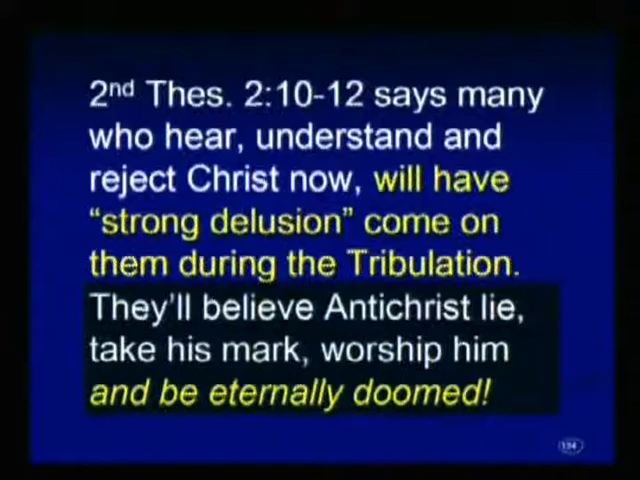 2nd Thes. 2:10-12 says many
who hear, understand and
reject Christ now, will have
“strong delusion” come on
them during the Tribulation.
They’ll believe Antichrist lie,
take his mark, worship him
and be eternally doomed!
134